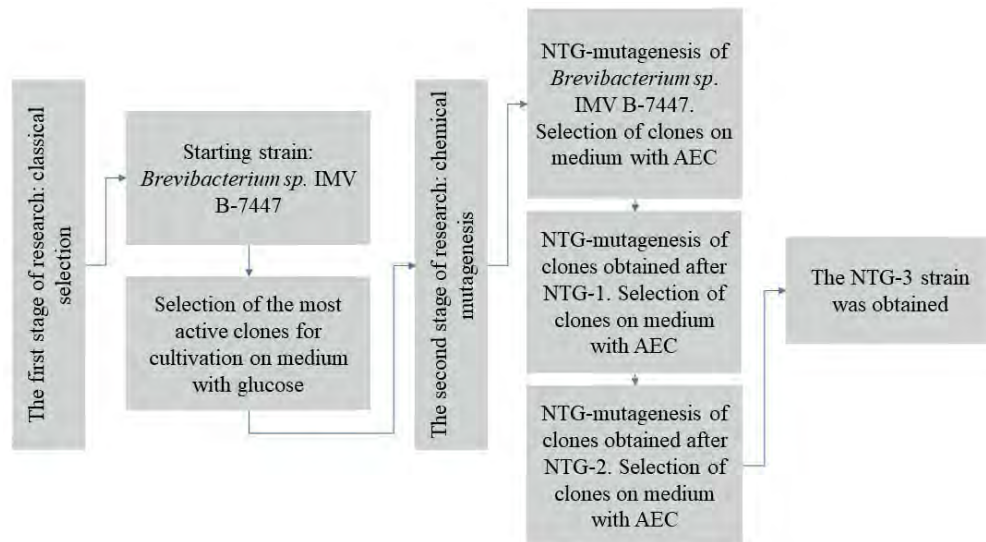 The first stage of research: classical
selection
Starting strain:
Brevibacterium sp. IMV
B-7447
Selection of the most
active clones for
cultivation on medium
with glucose
The second stage of research: chemical
mutagenesis
NTG-mutagenesis of
Brevibacterium sp.
IMV B-7447.
Selection of clones on
medium with AEC
NTG-mutagenesis of
clones obtained after
NTG-1. Selection of
clones on medium
with AEC
NTG-mutagenesis of
clones obtained after
NTG-2. Selection of
clones on medium
with AEC
The NTG-3 strain
was obtained